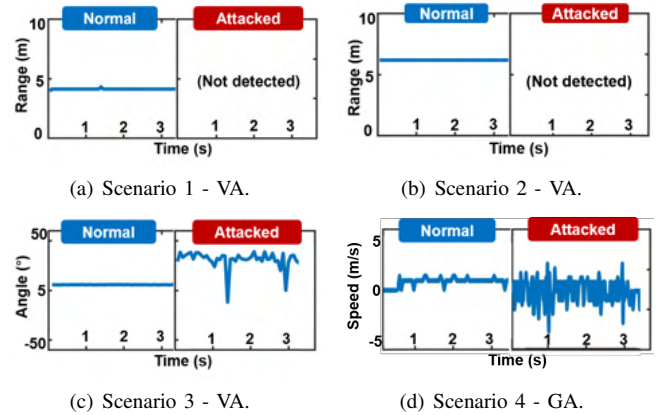 Normal Attacked
Range (m)
10
5
0
(Not detected)
1 2 3 1 2 3
Time (s)
(a) Scenario 1 - VA.
Normal Attacked
Range (m)
10
5
0
(Not detected)
1 2 3 1 2 3
Time (s)
(b) Scenario 2 - VA.
Normal Attacked
Angle (°)
50
5
-50
1 2 3 1 2 3
Time (s)
(c) Scenario 3 - VA.
Normal Attacked
Speed (m/s)
5
0
-5
1 2 3 1 2 3
Time (s)
(d) Scenario 4 - GA.